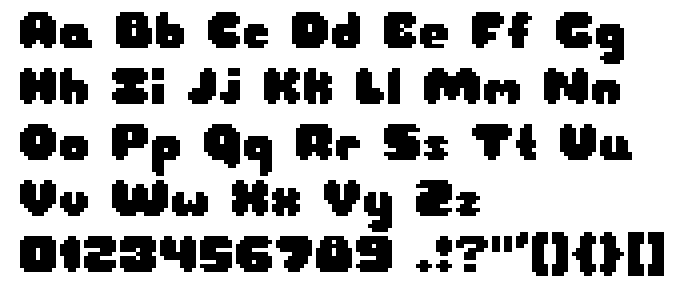 Aa Bb Cc Dd Ee Ff Gg
Hh Ii Jj Kk Ll Mm Nn
Oo Pp Qq Rr Ss Tt Uu
Vv Ww Xx Yy Zz
0123456789 .:!?"''()[]{}[]